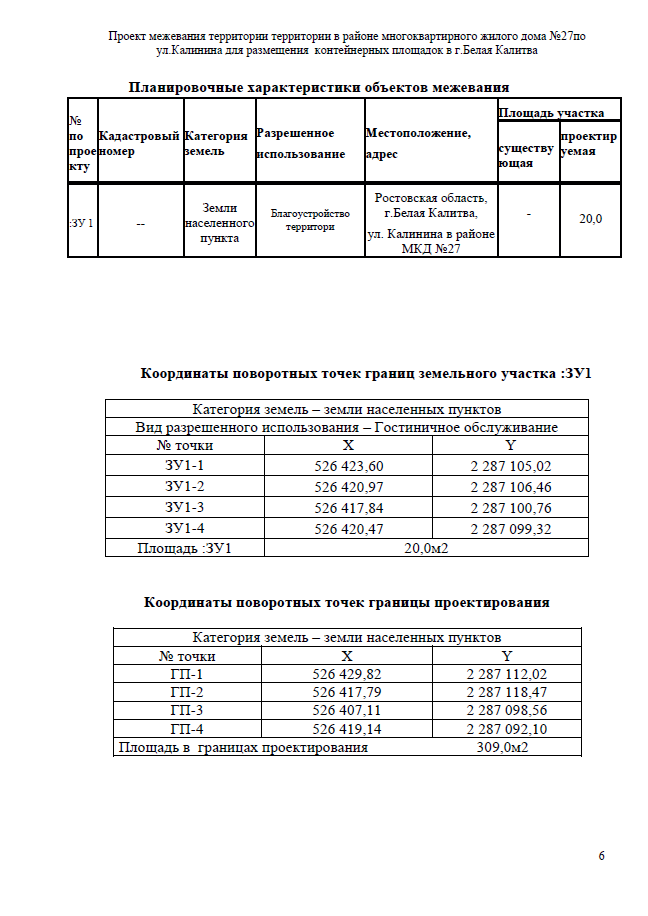 Проект межевания территории территории в районе многоквартирного жилого дома №27по
ул.Калинина для размещения контейнерных площадок в г.Белая Калитва
Планировочные характеристики объектов межевания
№ по прое кту Кадастровый номер Категория земель Разрешенное использование Местоположение, адрес Площадь участка
существу ющая проектир уемая
:ЗУ 1 -- Земли населенного пункта Благоустройство территори Ростовская область, г.Белая Калитва, ул. Калинина в районе МКД №27 - 20,0
Координаты поворотных точек границ земельного участка :ЗУ1
Категория земель – земли населенных пунктов
Вид разрешенного использования – Гостиничное обслуживание
№ точки X Y
ЗУ1-1 526 423,60 2 287 105,02
ЗУ1-2 526 420,97 2 287 106,46
ЗУ1-3 526 417,84 2 287 100,76
ЗУ1-4 526 420,47 2 287 099,32
Площадь :ЗУ1 20,0м2
Координаты поворотных точек границы проектирования
Категория земель – земли населенных пунктов
№ точки X Y
ГП-1 526 429,82 2 287 112,02
ГП-2 526 417,79 2 287 118,47
ГП-3 526 407,11 2 287 098,56
ГП-4 526 419,14 2 287 092,10
Площадь в границах проектирования 309,0м2
6